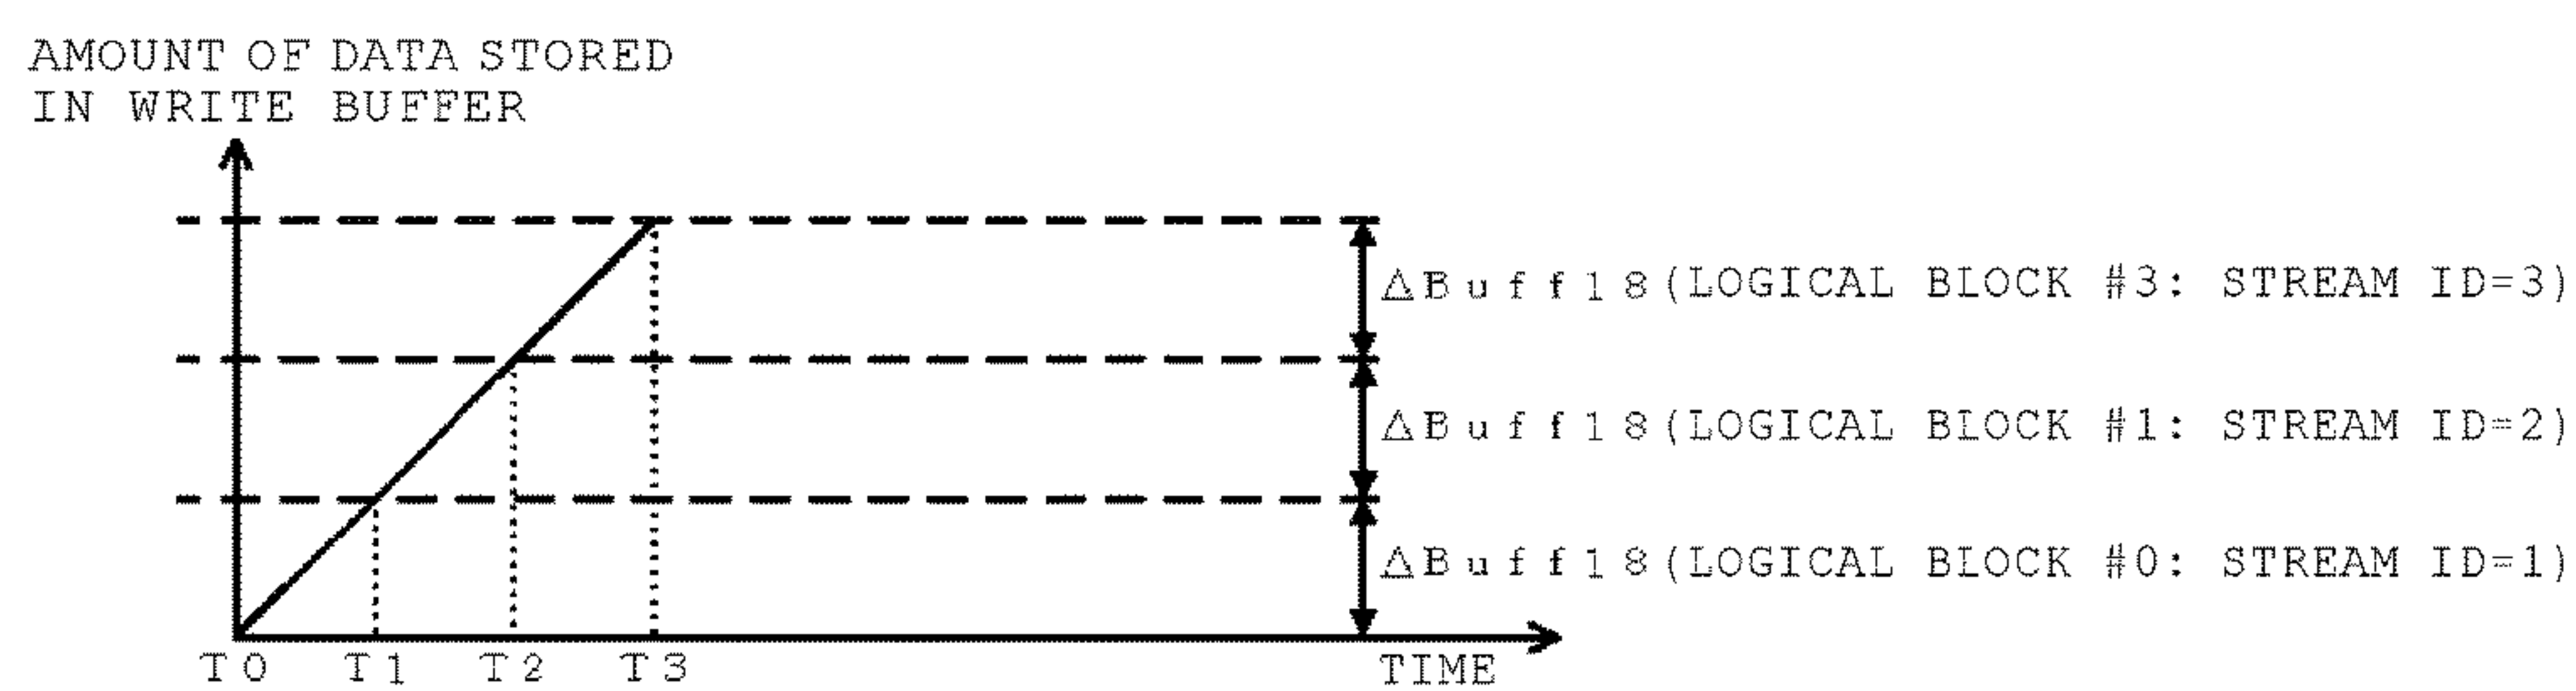 AMOUNT OF DATA STORED
IN WRITE BUFFER
ΔBuff18(LOGICAL BLOCK #3: STREAM ID=3)
ΔBuff18(LOGICAL BLOCK #1: STREAM ID=2)
ΔBuff18(LOGICAL BLOCK #0: STREAM ID=1)
T0 T1 T2 T3 TIME